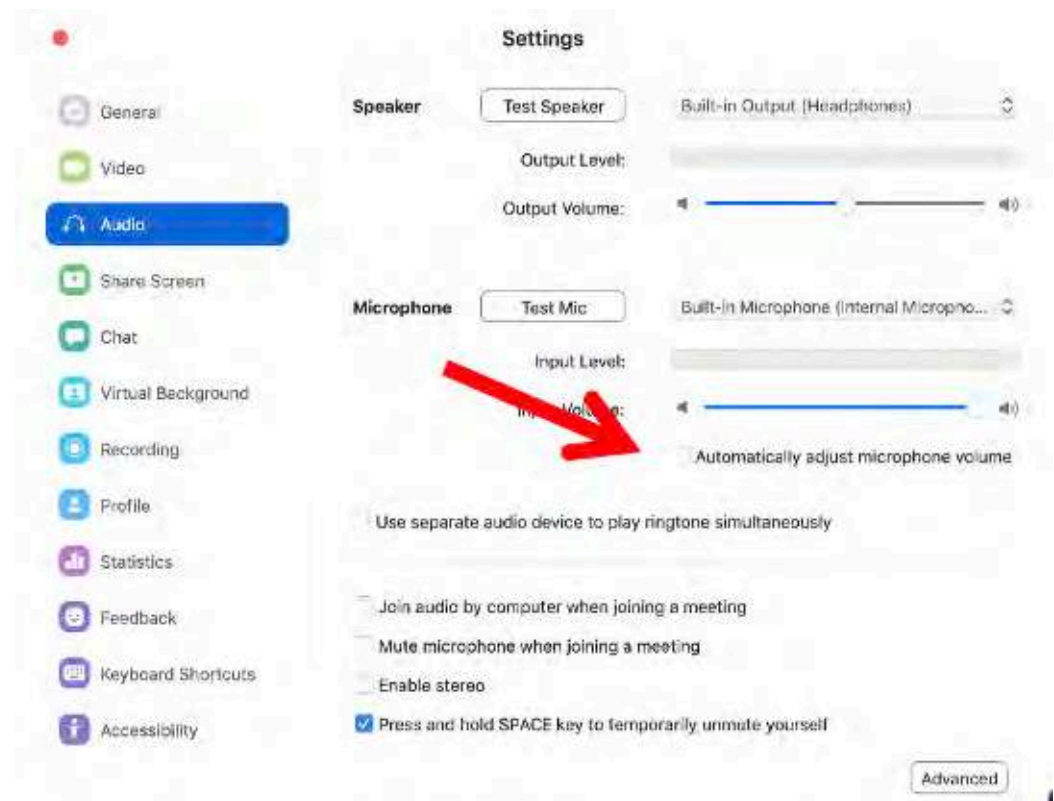 Settings
General
Video
Audio
Share Screen
Chat
Virtual Background
Recording
Profile
Statistics
Feedback
Keyboard Shortcuts
Accessibility
Speaker Test Speaker Built-in Output (Headphones)
Output Level:
Output Volume:
Microphone Test Mic Built-in Microphone (Internal Micropho...
Input Level:
Volume:
Automatically adjust microphone volume
Use separate audio device to play ringtone simultaneously
Join audio by computer when joining a meeting
Mute microphone when joining a meeting
Enable stereo
Press and hold SPACE key to temporarily unmute yourself
Advanced